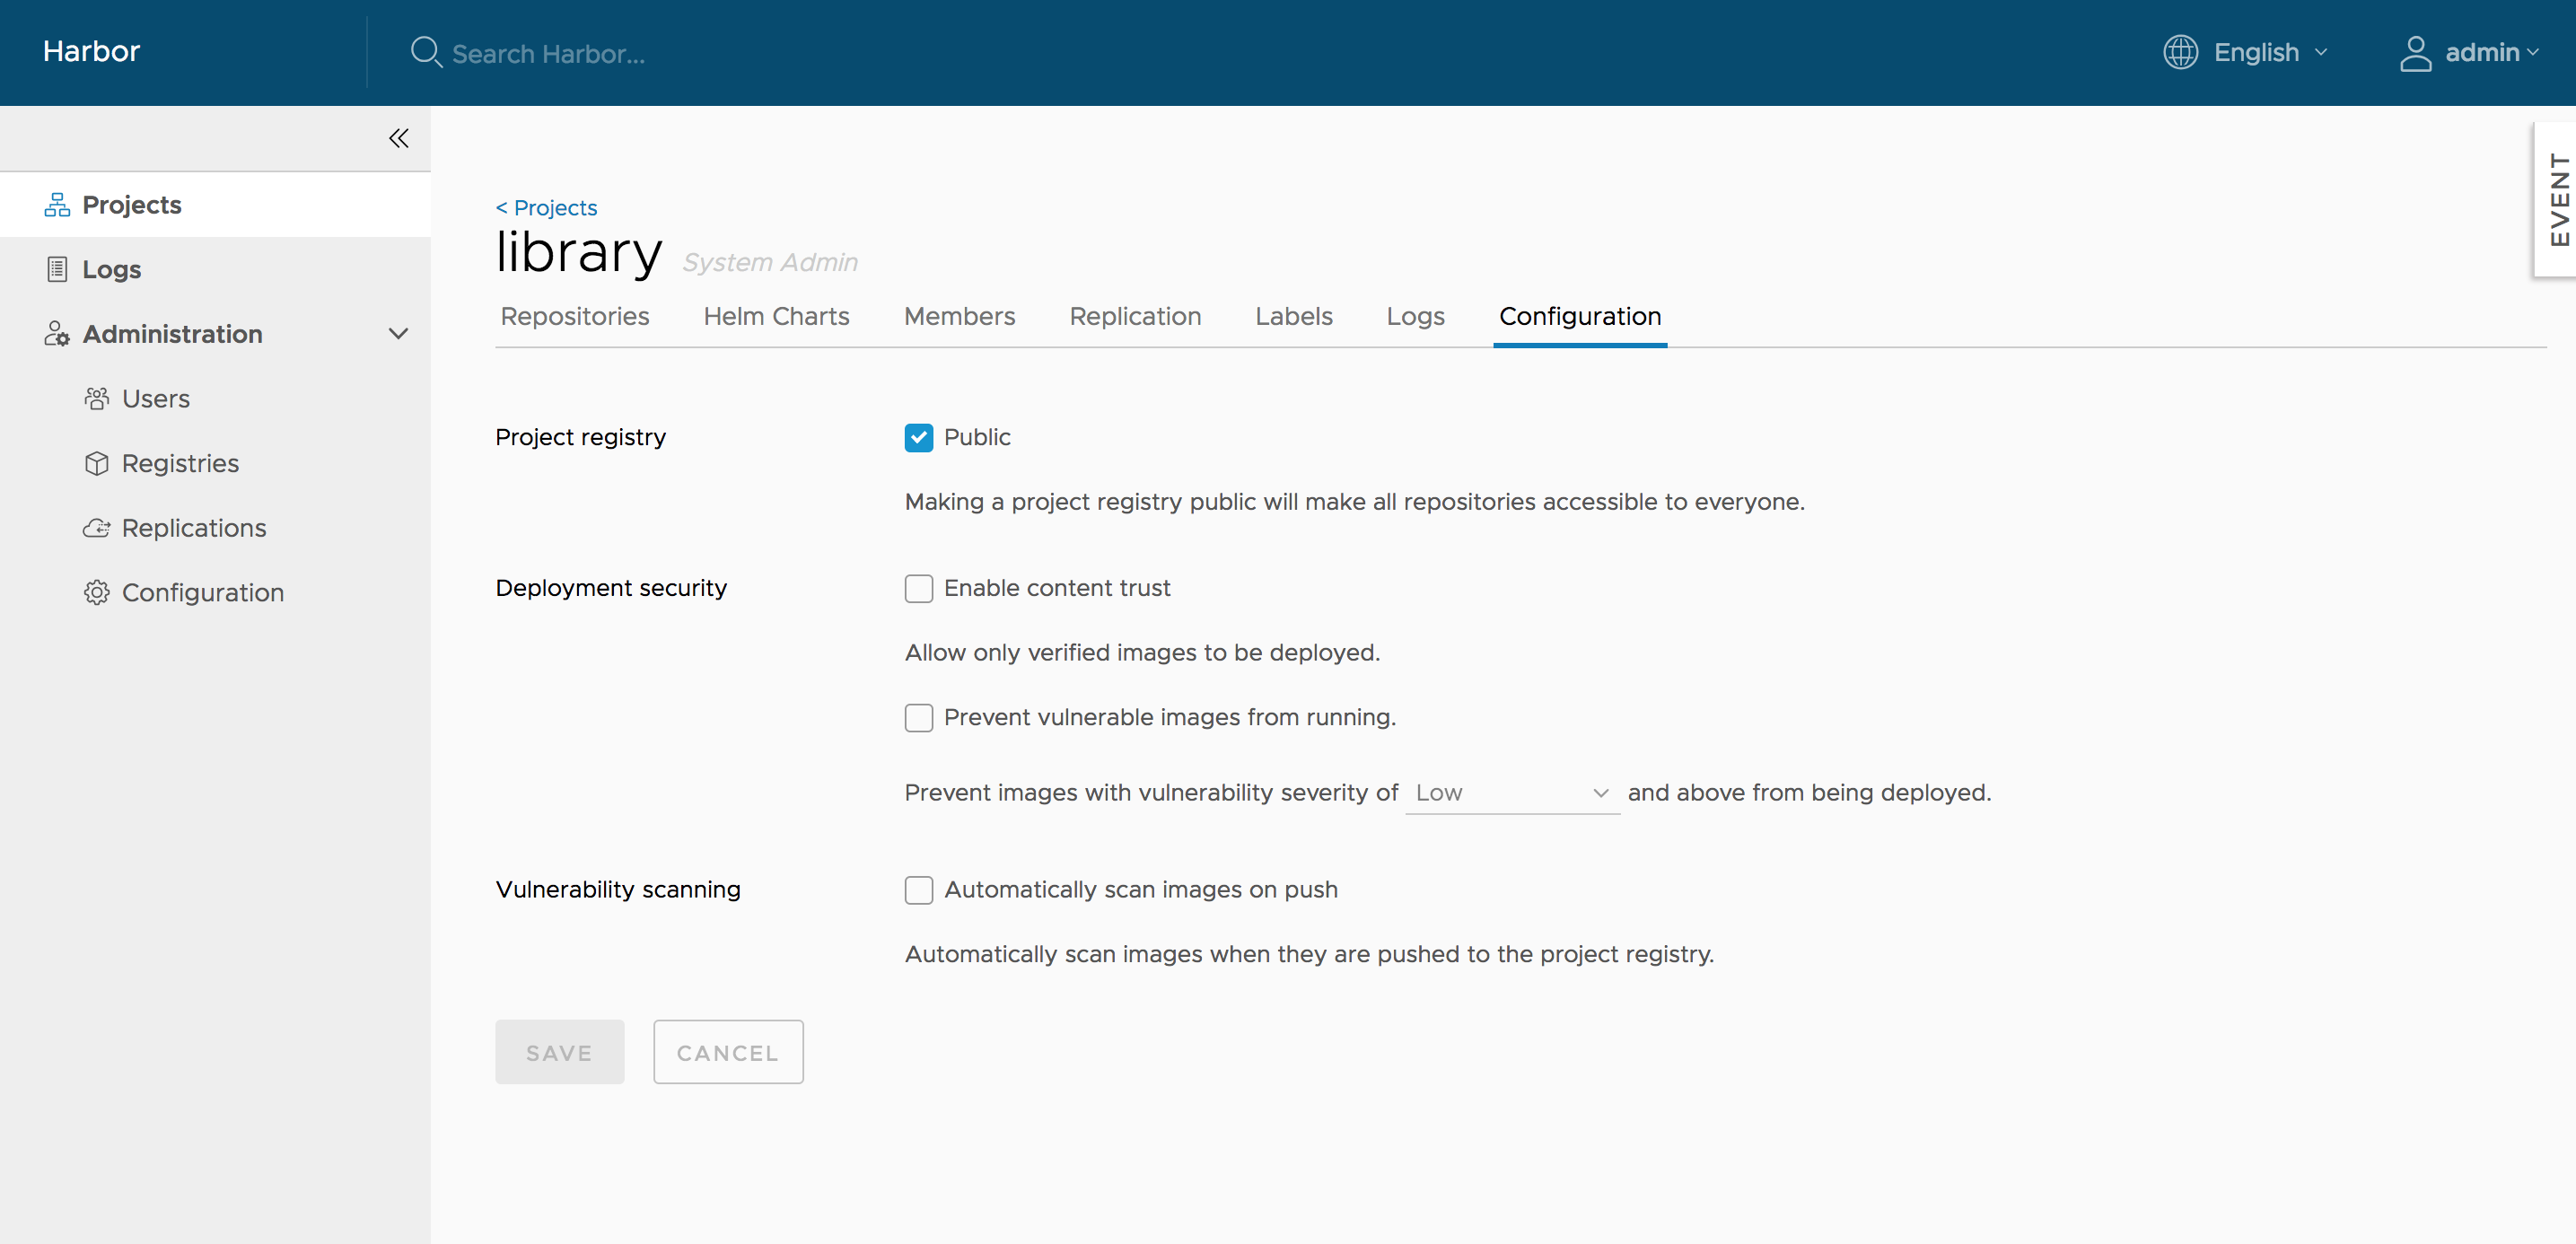 Harbor
Search Harbor...
English
admin
EVENT
Projects
Logs
Administration
Users
Registries
Replications
Configuration
< Projects
library System Admin
Repositories Helm Charts Members Replication Labels Logs Configuration
Project registry Public
Making a project registry public will make all repositories accessible to everyone.
Deployment security Enable content trust
Allow only verified images to be deployed.
Prevent vulnerable images from running.
Prevent images with vulnerability severity of Low and above from being deployed.
Vulnerability scanning Automatically scan images on push
Automatically scan images when they are pushed to the project registry.
SAVE CANCEL